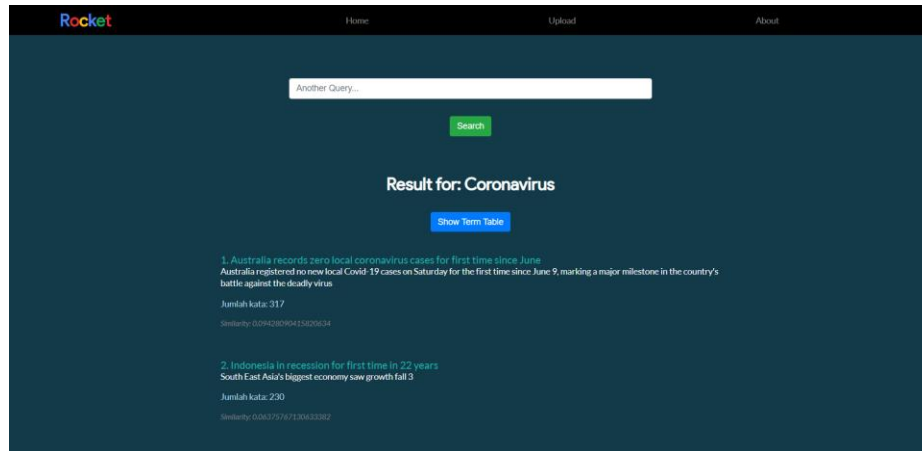 Rocket Home Upload About
Another Query...
Search
Result for: Coronavirus
Show Term Table
1. Australia records zero local coronavirus cases for first time since June
Australia registered no new local Covid-19 cases on Saturday for the first time since June 9, marking a major milestone in the country's
battle against the deadly virus
Jumlah kata: 317
Similarity: 0.09428090415820634
2. Indonesia in recession for first time in 22 years
South East Asia's biggest economy saw growth fall 3
Jumlah kata: 230
Similarity: 0.06375767130633382